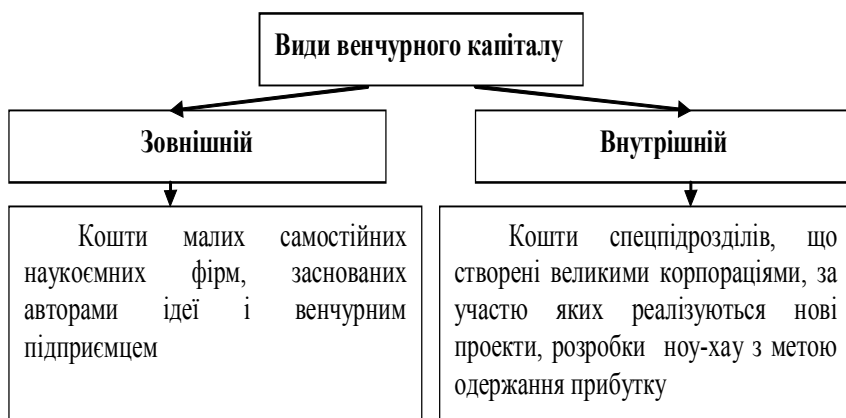 Види венчурного капіталу
Зовнішній
Внутрішній
Кошти малих самостійних
наукоємних фірм, заснованих
авторами ідеї і венчурним
підприємцем
Кошти спецпідрозділів, що
створені великими корпораціями, за
участю яких реалізуються нові
проекти, розробки ноу-хау з метою
одержання прибутку